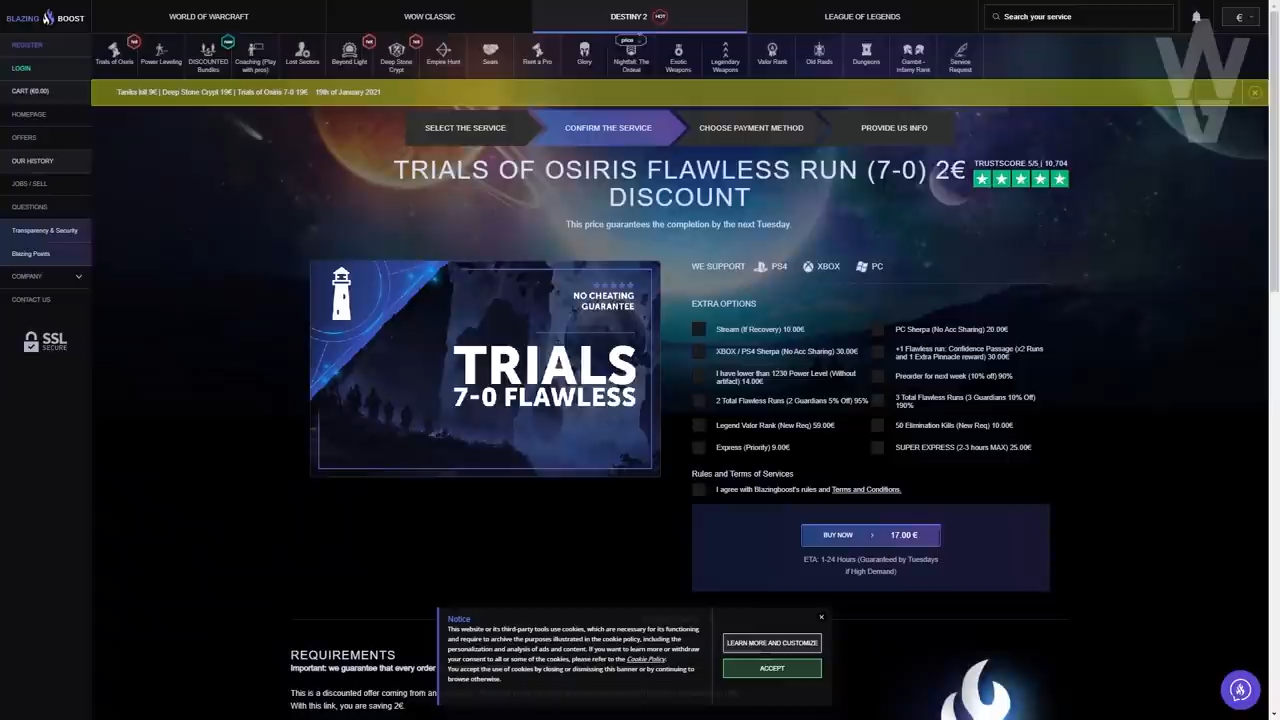 BLAZING BOOST
WORLD OF WARCRAFT
WOW CLASSIC
DESTINY 2 HOT
LEAGUE OF LEGENDS
Search your service
€
REGISTER
LOGIN
CART (€0.00)
HOMEPAGE
OFFERS
OUR HISTORY
JOBS / SELL
QUESTIONS
Transparency & Security
Blazing Points
COMPANY
CONTACT US
SSL
SECURE
hot
Trials of Osiris
Power Leveling
new
DISCOUNTED
Bundles
Coaching (Play
with pros)
Lost Sectors
hot
Beyond Light
hot
Deep Stone
Crypt
Empire Hunt
Seals
Rent a Pro
Glory
price
Nightfall: The
Ordeal
Exotic
Weapons
Legendary
Weapons
Valor Rank
Old Raids
Dungeons
Gambit -
Infamy Rank
Service
Request
Taniks kill 9€ | Deep Stone Crypt 19€ | Trials of Osiris 7-0 19€ 19th of January 2021
SELECT THE SERVICE
CONFIRM THE SERVICE
CHOOSE PAYMENT METHOD
PROVIDE US INFO
TRIALS OF OSIRIS FLAWLESS RUN (7-0) 2€
DISCOUNT
TRUSTSCORE 5/5 | 10,704
This price guarantees the completion by the next Tuesday.
NO CHEATING
GUARANTEE
TRIALS
7-0 FLAWLESS
WE SUPPORT PS4 XBOX PC
EXTRA OPTIONS
Stream (If Recovery) 10.00€
PC Sherpa (No Acc Sharing) 20.00€
XBOX / PS4 Sherpa (No Acc Sharing) 30.00€
+1 Flawless run: Confidence Passage (x2 Runs
and 1 Extra Pinnacle reward) 30.00€
I have lower than 1230 Power Level (Without
artifact) 14.00€
Preorder for next week (10% off) 90%
2 Total Flawless Runs (2 Guardians 5% Off) 95%
3 Total Flawless Runs (3 Guardians 10% Off)
190%
Legend Valor Rank (New Req) 59.00€
50 Elimination Kills (New Req) 10.00€
Express (Priority) 9.00€
SUPER EXPRESS (2-3 hours MAX) 25.00€
Rules and Terms of Services
I agree with Blazingboost's rules and Terms and Conditions.
BUY NOW › 17.00 €
ETA: 1-24 Hours (Guaranteed by Tuesdays
if High Demand)
REQUIREMENTS
Important: we guarantee that every order
This is a discounted offer coming from an
With this link, you are saving 2€.
Notice
This website or its third-party tools use cookies, which are necessary for its functioning
and require to archive the purposes illustrated in the cookie policy, including the
personalization and analysis of ads and content. If you want to learn more or withdraw
your consent to all or some of the cookies, please refer to the Cookie Policy.
You accept the use of cookies by closing or dismissing this banner or by continuing to
browse otherwise.
LEARN MORE AND CUSTOMIZE
ACCEPT